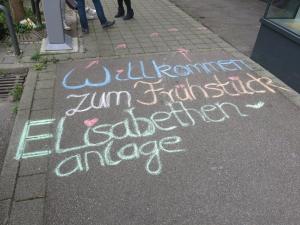 Willkommen
zum Frühstück
Elisabethen-
anlage